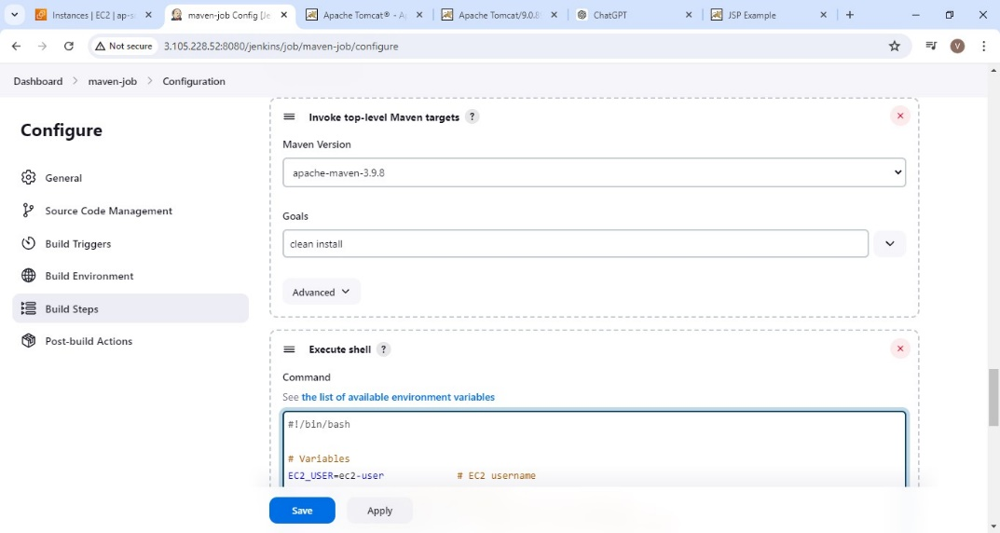 Instances | EC2 | ap-s
maven-job Config [Je
Apache Tomcat® - A
Apache Tomcat/9.0.8
ChatGPT
JSP Example
Not secure
3.105.228.52:8080/jenkins/job/maven-job/configure
V
Dashboard > maven-job > Configuration
Configure
General
Source Code Management
Build Triggers
Build Environment
Build Steps
Post-build Actions
Invoke top-level Maven targets ?
Maven Version
apache-maven-3.9.8
Goals
clean install
Advanced
Execute shell ?
Command
See the list of available environment variables
#!/bin/bash
# Variables
EC2_USER=ec2-user # EC2 username
Save
Apply